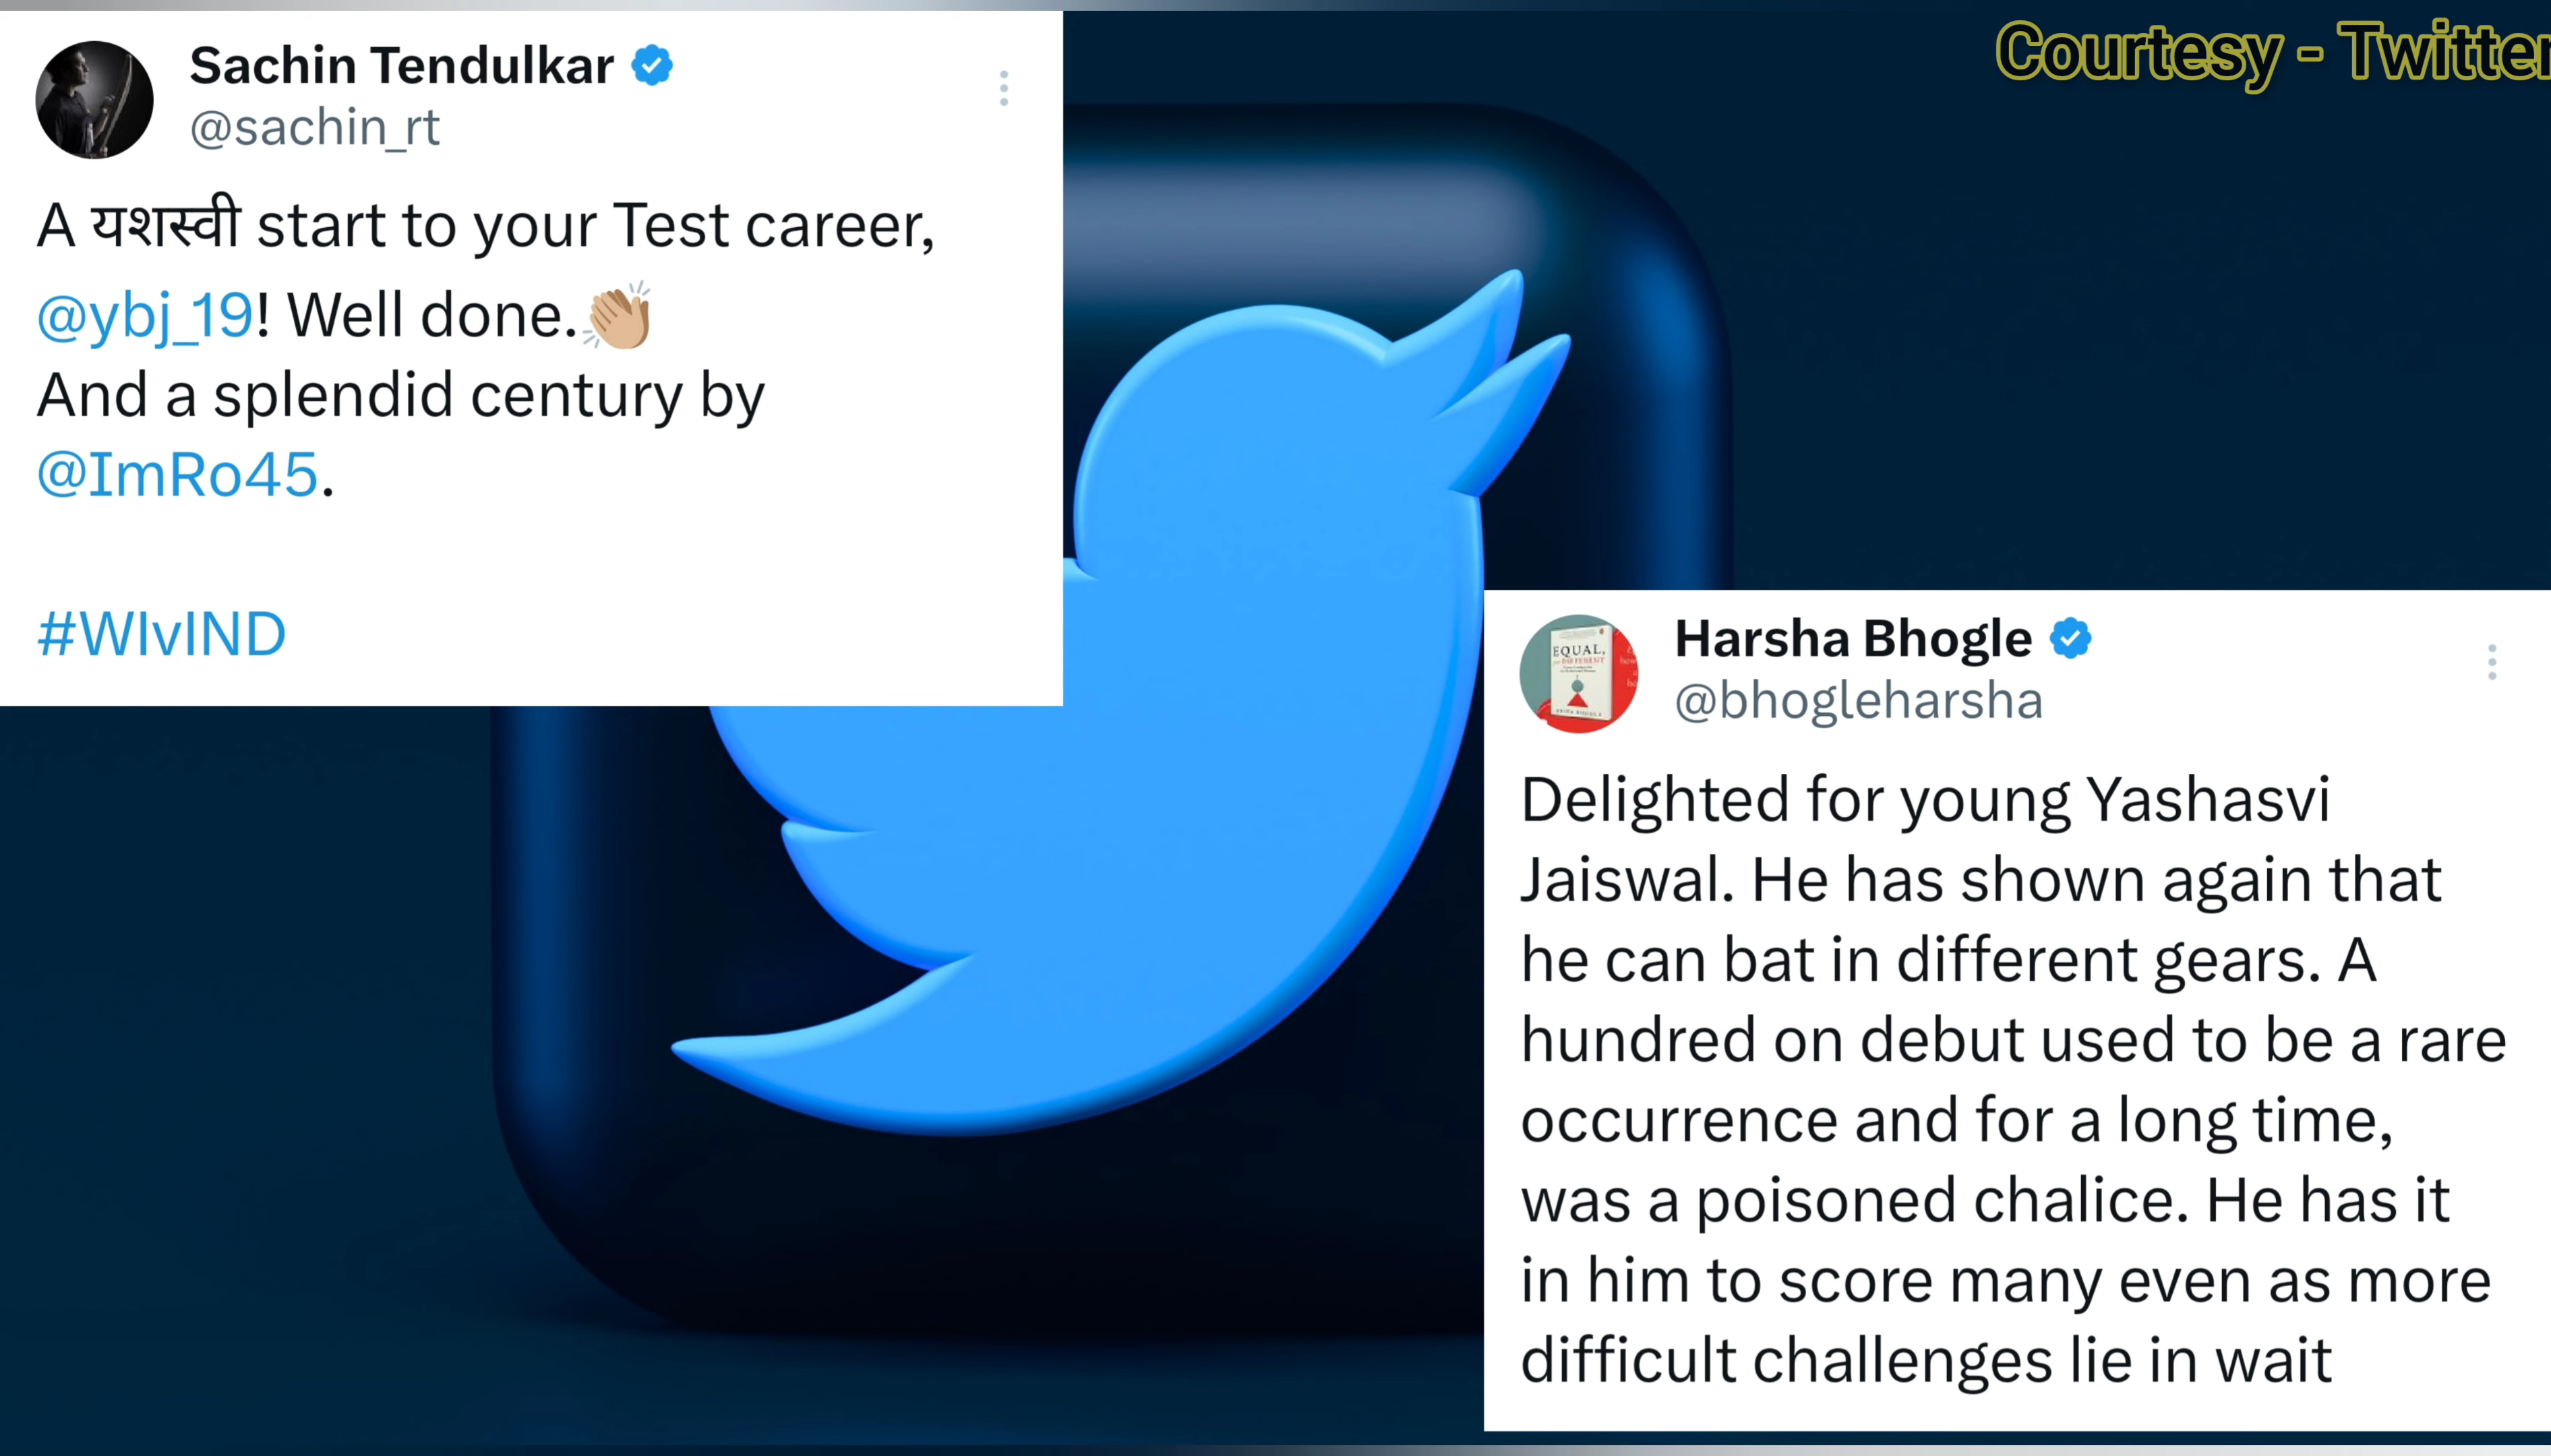 Courtesy - Twitter
Sachin Tendulkar
@sachin_rt
A यशस्वी start to your Test career,
@ybj_19! Well done.👏🏼
And a splendid century by
@ImRo45.
#WIvIND
Harsha Bhogle
@bhogleharsha
EQUAL,
Delighted for young Yashasvi
Jaiswal. He has shown again that
he can bat in different gears. A
hundred on debut used to be a rare
occurrence and for a long time,
was a poisoned chalice. He has it
in him to score many even as more
difficult challenges lie in wait